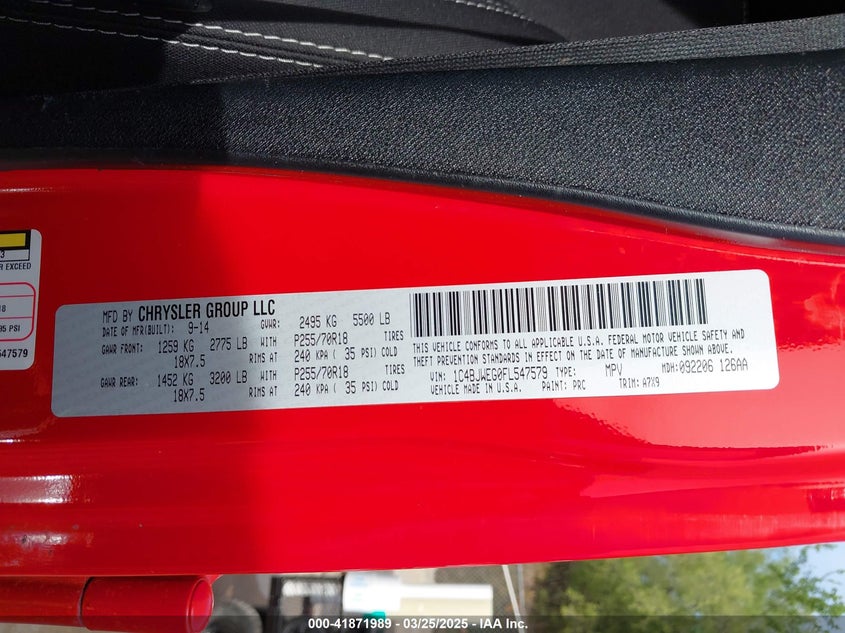 3
R EXCEED
18
95 PSI
547579
MFD BY CHRYSLER GROUP LLC
DATE OF MFR(BUILT): 9-14 GVWR: 2495 KG 5500 LB
GAWR FRONT: 1259 KG 2775 LB WITH P255/70R18 TIRES
18X7.5 RIMS AT 240 KPA ( 35 PSI) COLD
GAWR REAR: 1452 KG 3200 LB WITH P255/70R18 TIRES
18X7.5 RIMS AT 240 KPA ( 35 PSI) COLD
THIS VEHICLE CONFORMS TO ALL APPLICABLE U.S.A. FEDERAL MOTOR VEHICLE SAFETY AND
THEFT PREVENTION STANDARDS IN EFFECT ON THE DATE OF MANUFACTURE SHOWN ABOVE.
VIN: 1C4BJWEG0FL547579 TYPE: MPV MDH: 092206 126AA
VEHICLE MADE IN U.S.A. PAINT: PRC TRIM: A7X9
000-41871989 — 03/25/2025 — IAA Inc.